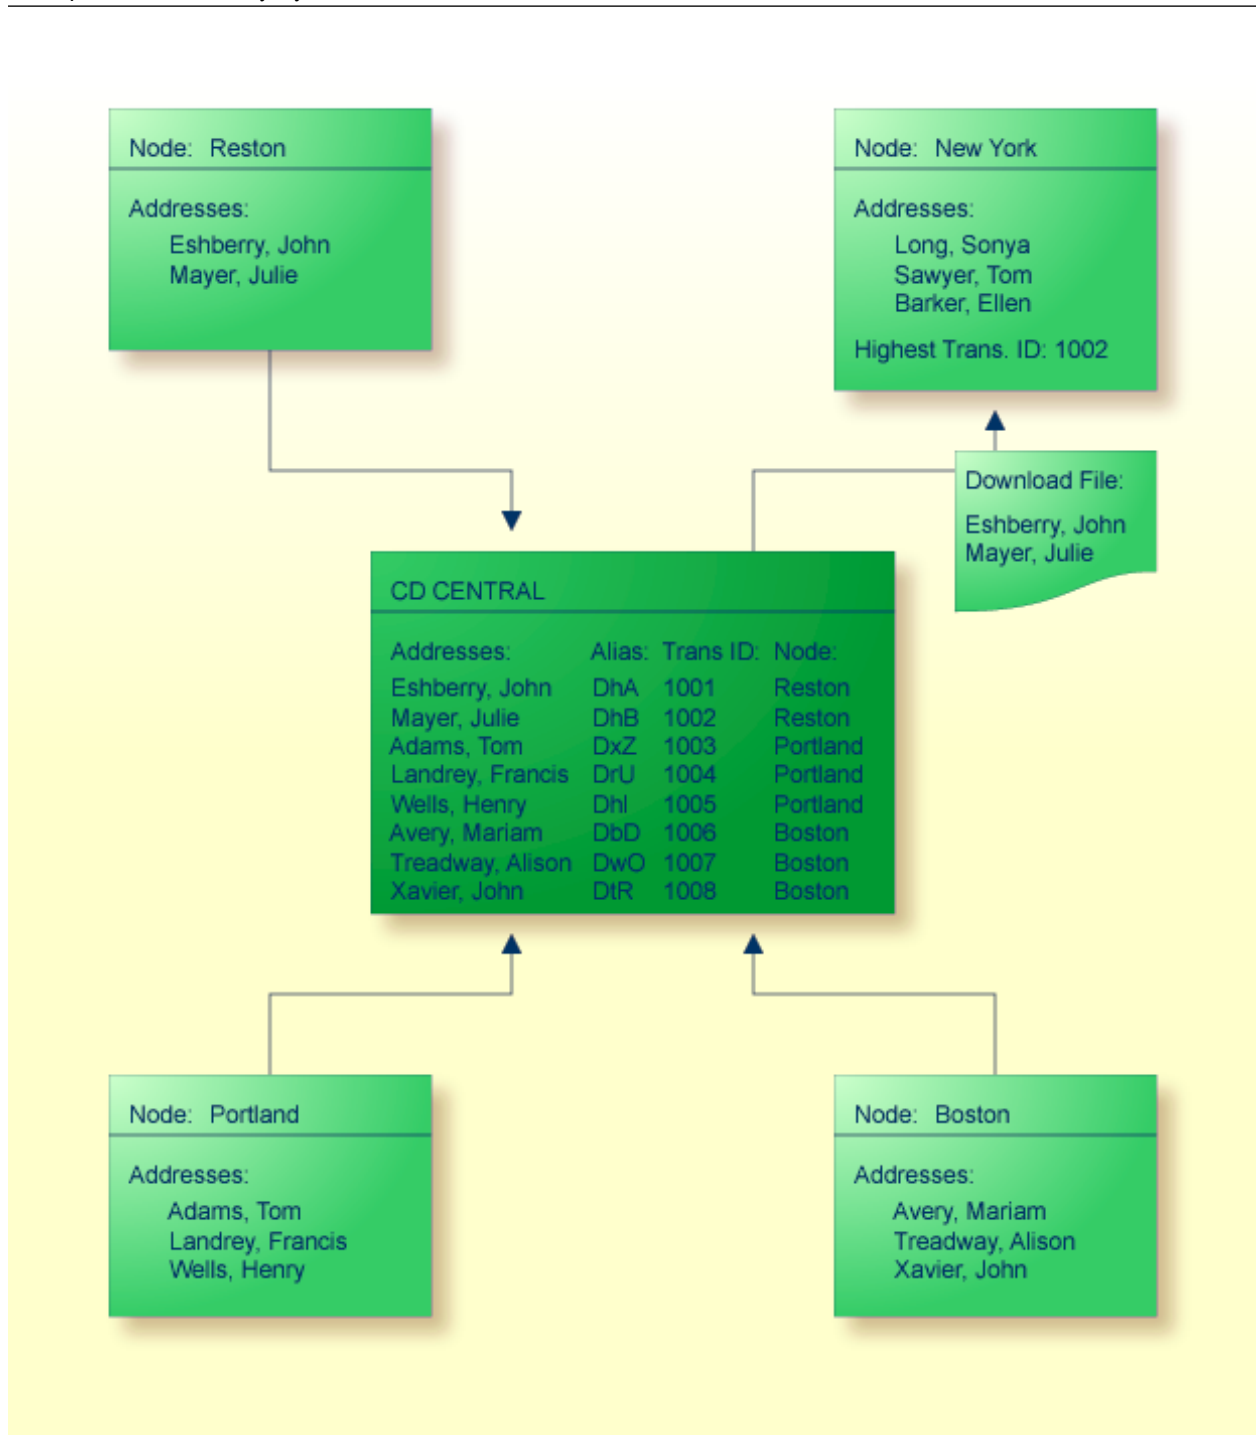 Node: Reston
Addresses:
Eshberry, John
Mayer, Julie
Node: New York
Addresses:
Long, Sonya
Sawyer, Tom
Barker, Ellen
Highest Trans. ID: 1002
Download File:
Eshberry, John
Mayer, Julie
CD CENTRAL
Addresses: Alias: Trans ID: Node:
Eshberry, John DhA 1001 Reston
Mayer, Julie DhB 1002 Reston
Adams, Tom DxZ 1003 Portland
Landrey, Francis DrU 1004 Portland
Wells, Henry DhI 1005 Portland
Avery, Mariam DbD 1006 Boston
Treadway, Alison DwO 1007 Boston
Xavier, John DtR 1008 Boston
Node: Portland
Addresses:
Adams, Tom
Landrey, Francis
Wells, Henry
Node: Boston
Addresses:
Avery, Mariam
Treadway, Alison
Xavier, John